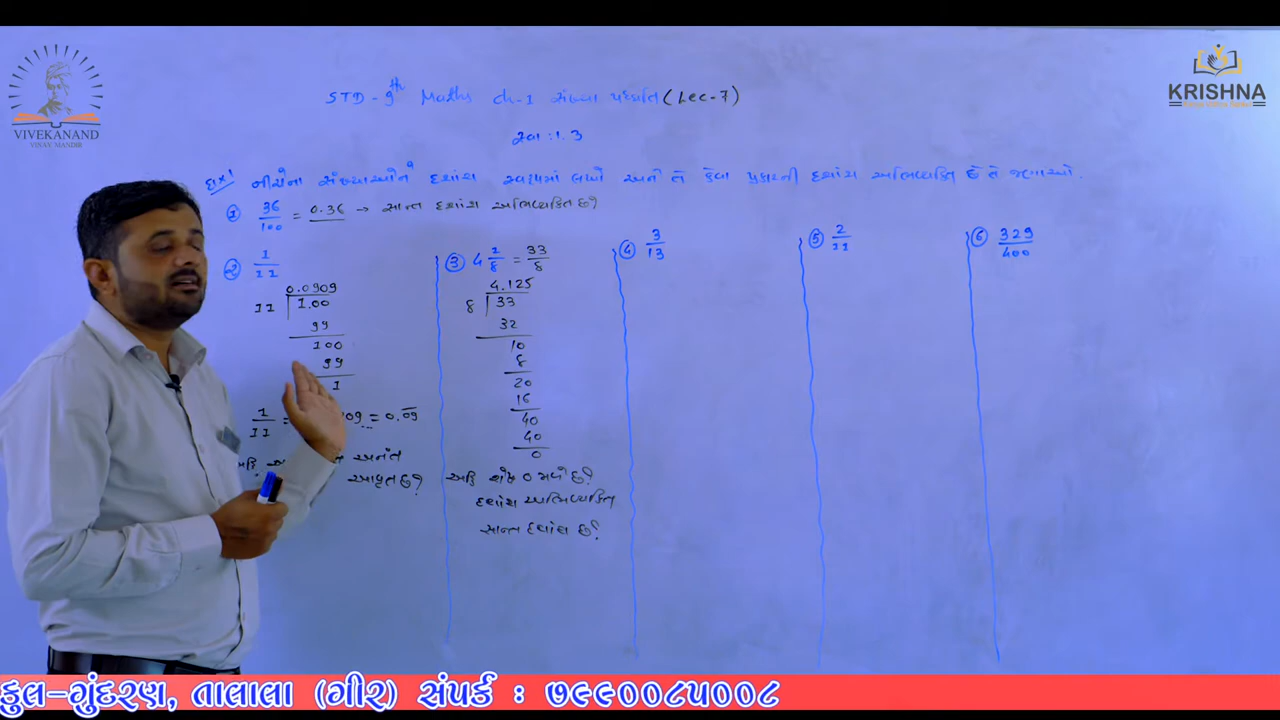 VIVEKANAND
VINAY MANDIR
KRISHNA
STD-9th Maths ch-1 સંખ્યા પદ્ધતિ (Lec-7)
સ્વા : 1.3
દાખ 1 નીચેના સંખ્યાઓને દશાંશ સ્વરૂપમાં લખો અને તે કેવા પ્રકારની દશાંશ અભિવ્યક્તિ છે તે જણાવો.
① 36/100 = 0.36 → સાન્ત દશાંશ અભિવ્યક્તિ છે.
② 1/11
0.0909
11 1.00
99
100
99
1
1/11 = 09 = 0.09̅
અનંત
આવૃત છે.
③ 4 1/8 = 33/8
4.125
8 33
32
10
8
20
16
40
40
0
અહિં શેષ 0 મળે છે.
દશાંશ અભિવ્યક્તિ
સાન્ત દશાંશ છે.
④ 3/13
⑤ 2/11
⑥ 329/400
કુલ-ગુંદરણ, તાલાલા (ગીર) સંપર્ક : ૭૯૯૦૦૮૫૦૦૮